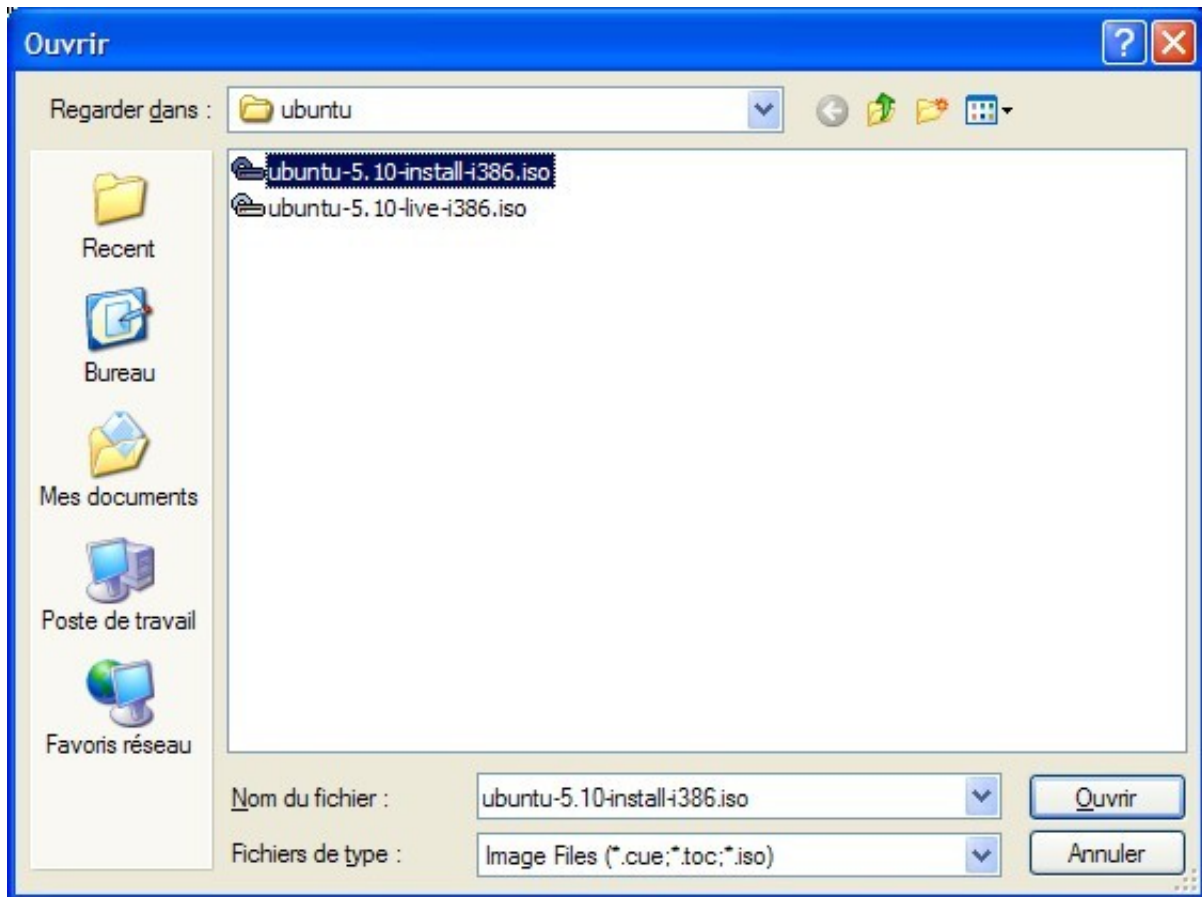 Ouvrir
Regarder dans :
ubuntu
ubuntu-5.10-install-i386.iso
ubuntu-5.10-live-i386.iso
Recent
Bureau
Mes documents
Poste de travail
Favoris réseau
Nom du fichier :
ubuntu-5.10-install-i386.iso
Ouvrir
Fichiers de type :
Image Files (*.cue;*.toc;*.iso)
Annuler